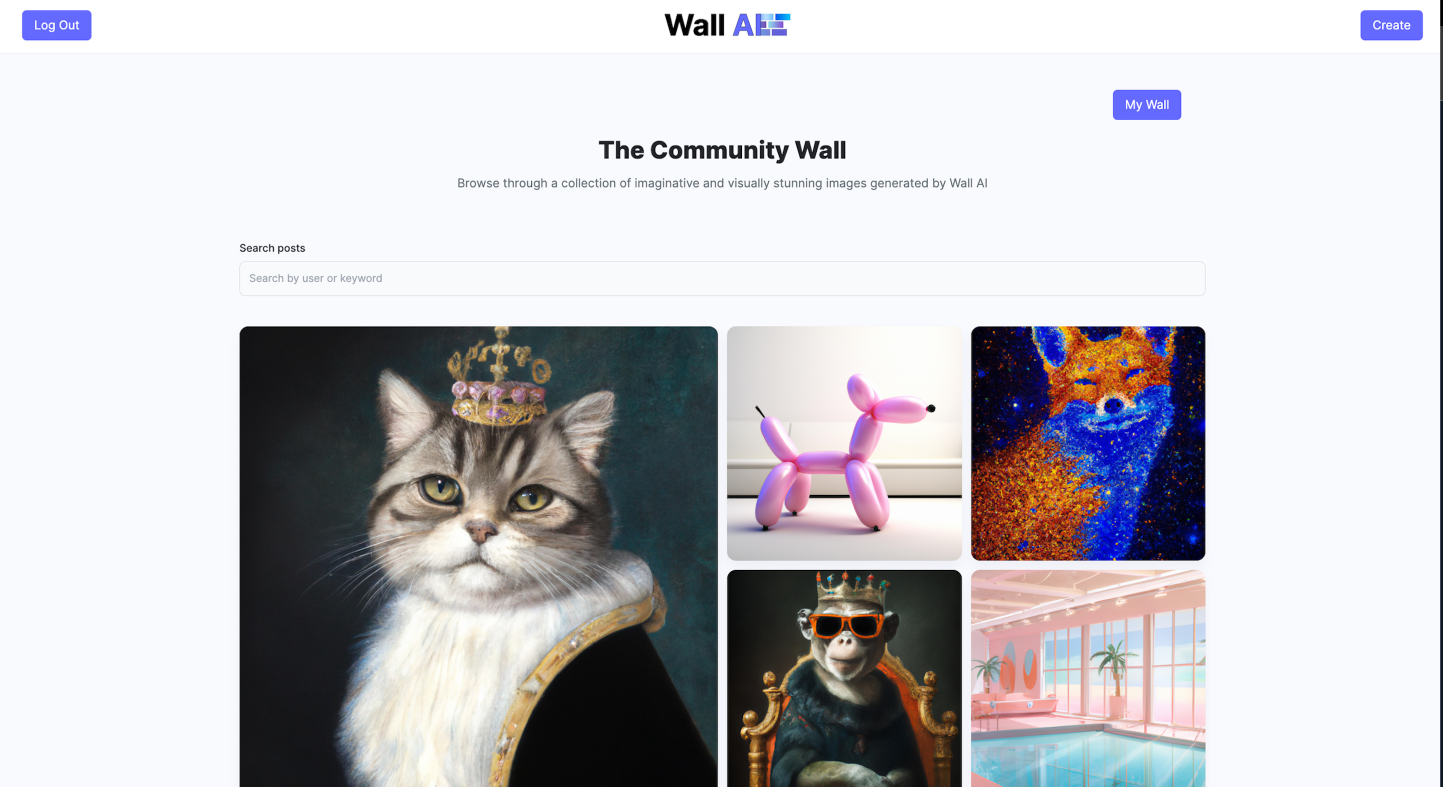 Log Out
Wall AI
Create
My Wall
The Community Wall
Browse through a collection of imaginative and visually stunning images generated by Wall AI
Search posts
Search by user or keyword